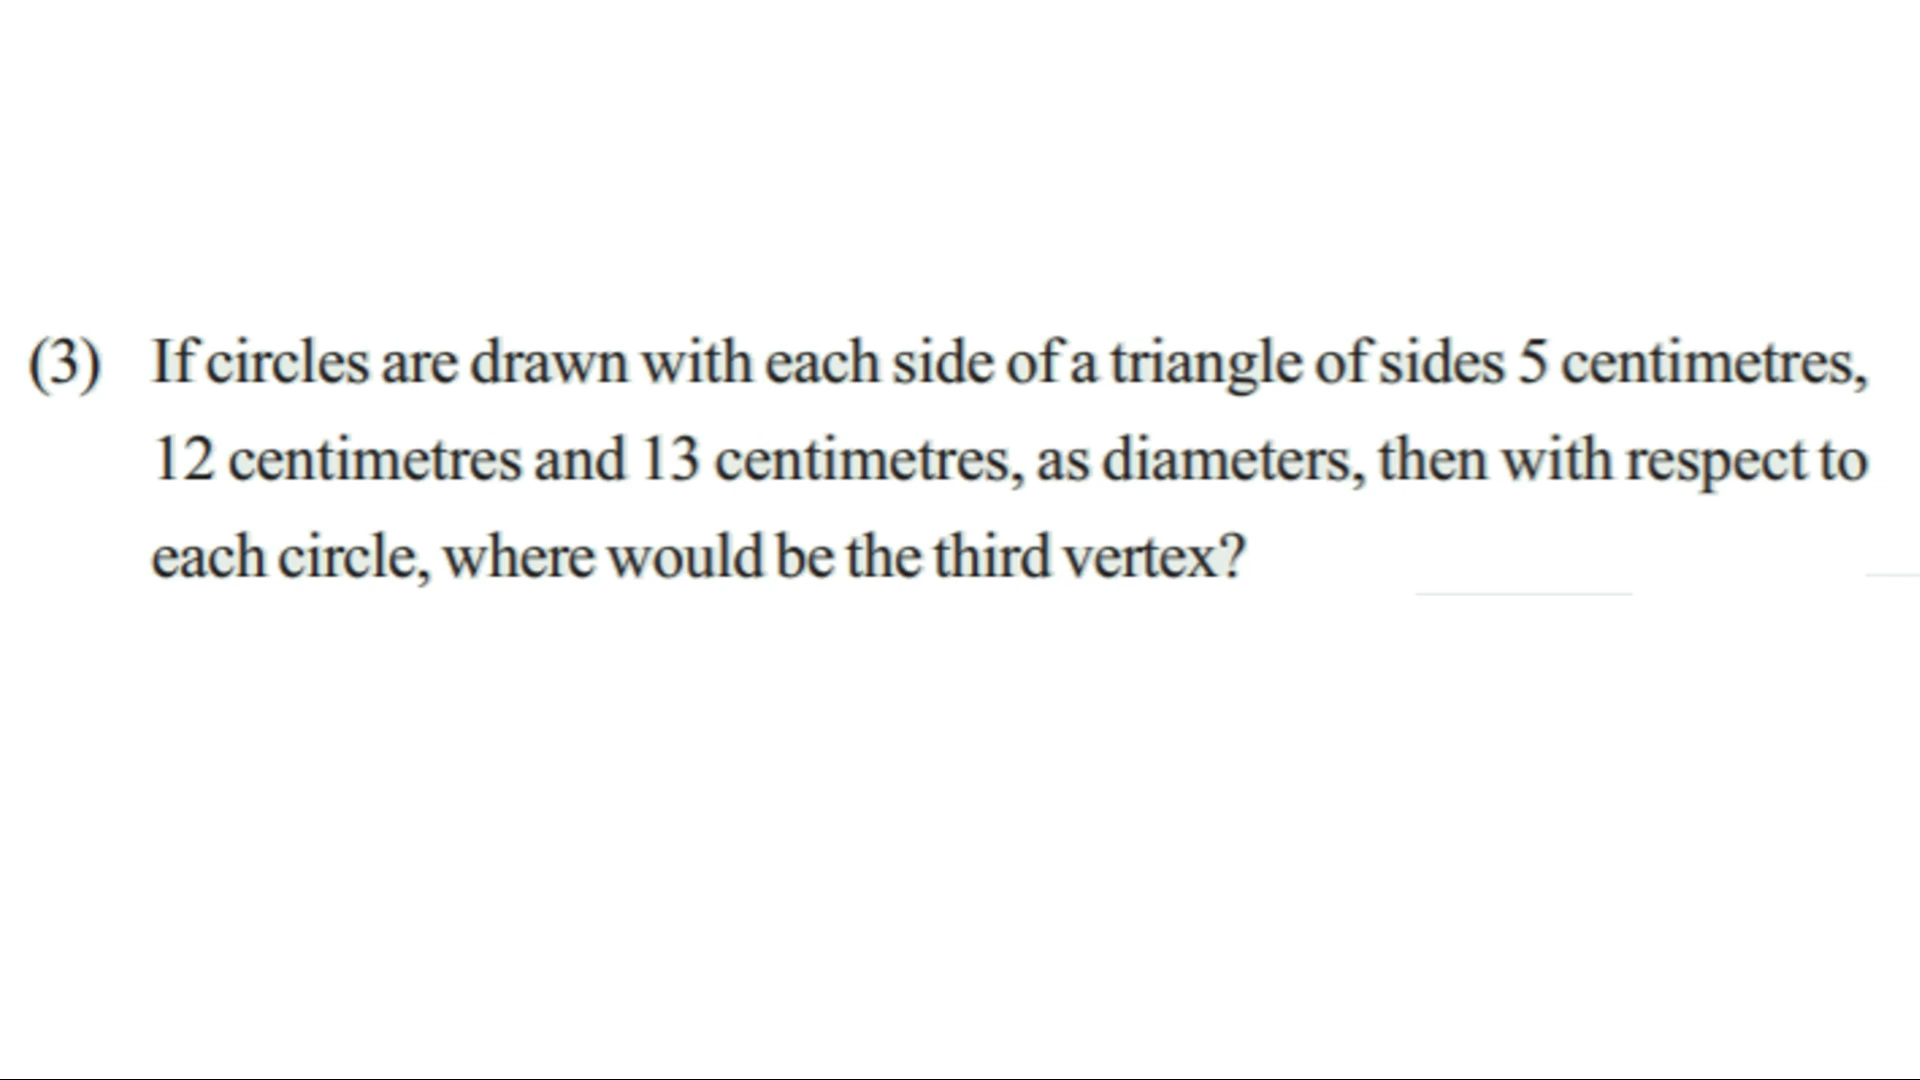 (3) If circles are drawn with each side of a triangle of sides 5 centimetres,
12 centimetres and 13 centimetres, as diameters, then with respect to
each circle, where would be the third vertex?